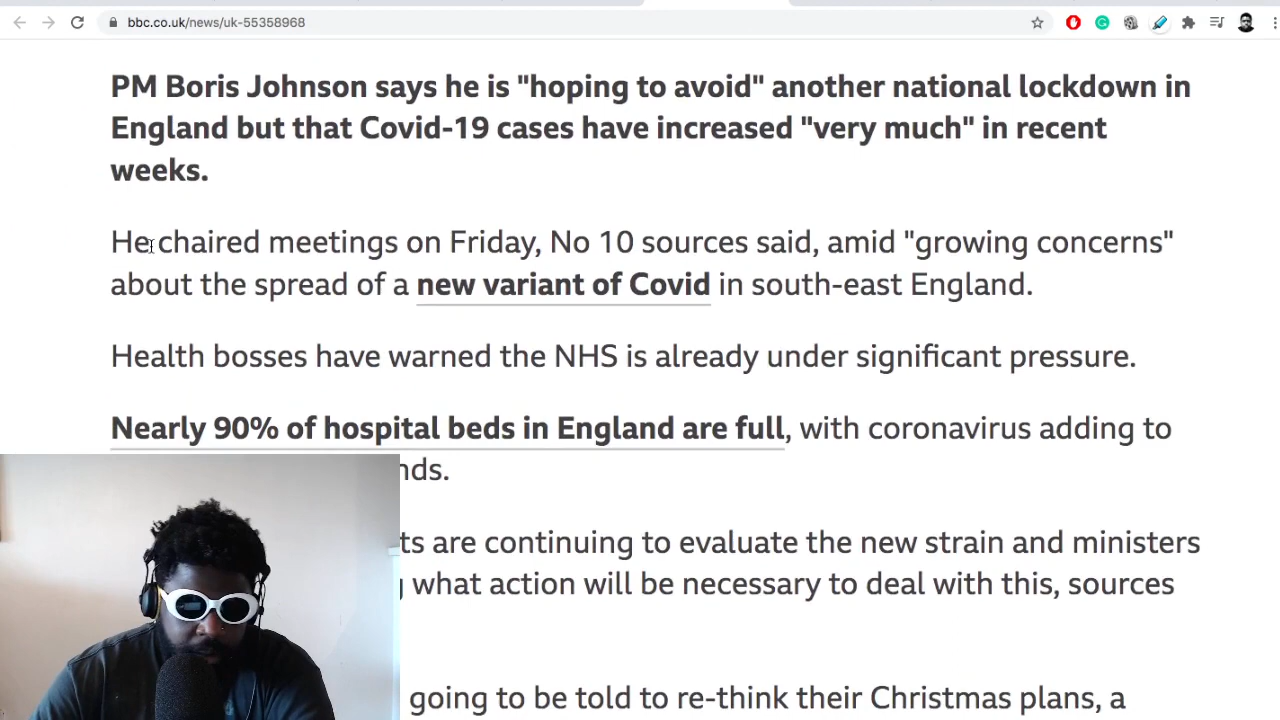 bbc.co.uk/news/uk-55358968
PM Boris Johnson says he is "hoping to avoid" another national lockdown in
England but that Covid-19 cases have increased "very much" in recent
weeks.
He chaired meetings on Friday, No 10 sources said, amid "growing concerns"
about the spread of a new variant of Covid in south-east England.
Health bosses have warned the NHS is already under significant pressure.
Nearly 90% of hospital beds in England are full, with coronavirus adding to
nds.
ts are continuing to evaluate the new strain and ministers
g what action will be necessary to deal with this, sources
going to be told to re-think their Christmas plans, a